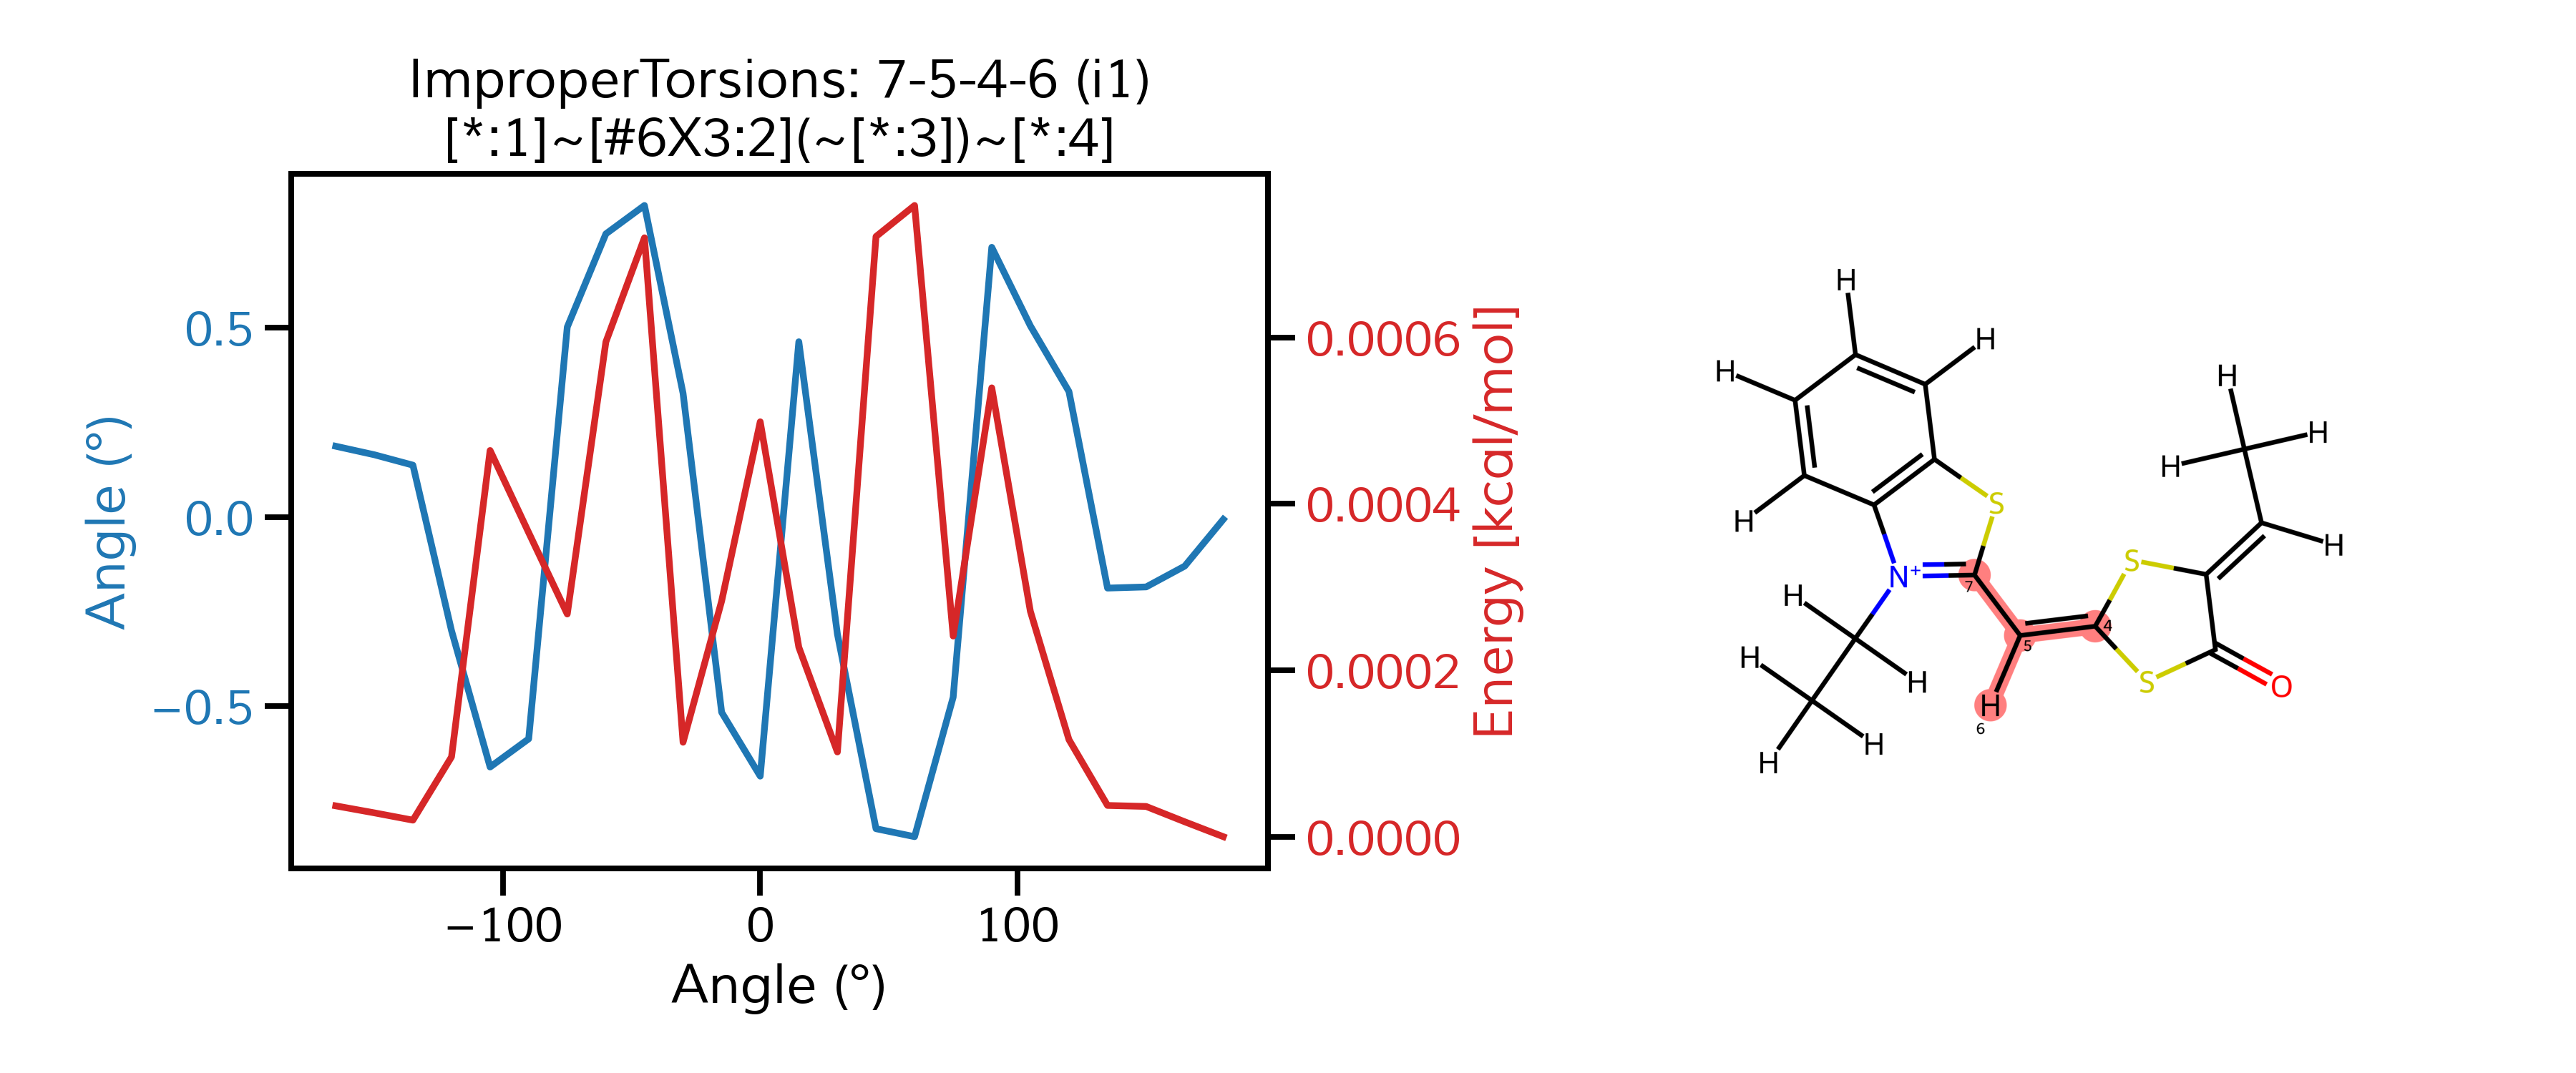 ImproperTorsions: 7-5-4-6 (i1)
[*:1]~[#6X3:2](~[*:3])~[*:4]
Angle (°)
0.5
0.0
−0.5
−100
0
100
Angle (°)
0.0006
0.0004
0.0002
0.0000
Energy [kcal/mol]
H
H
H
H
H
H
H
S
H
S
N⁺
7
H
4
5
H
H
S
O
H
6
H
H